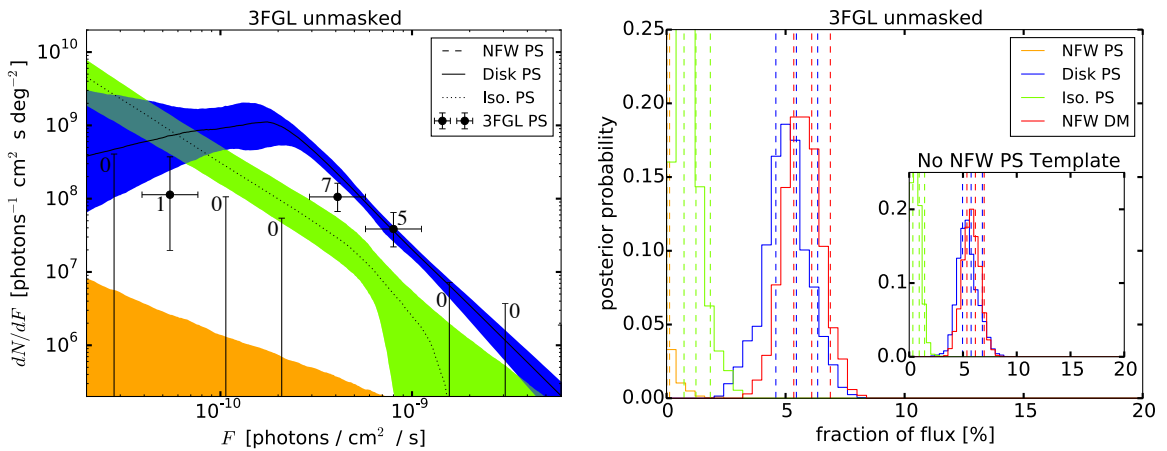 3FGL unmasked
10^10
10^9
10^8
10^7
10^6
dN/dF [photons^−1 cm^2 s deg^−2]
NFW PS
Disk PS
Iso. PS
3FGL PS
0
1
0
0
7
5
0
0
10^-10
10^-9
F [photons / cm^2 / s]
3FGL unmasked
0.25
0.20
0.15
0.10
0.05
0.00
posterior probability
NFW PS
Disk PS
Iso. PS
NFW DM
No NFW PS Template
0.2
0.1
0.0
0 5 10 15 20
0 5 10 15 20
fraction of flux [%]